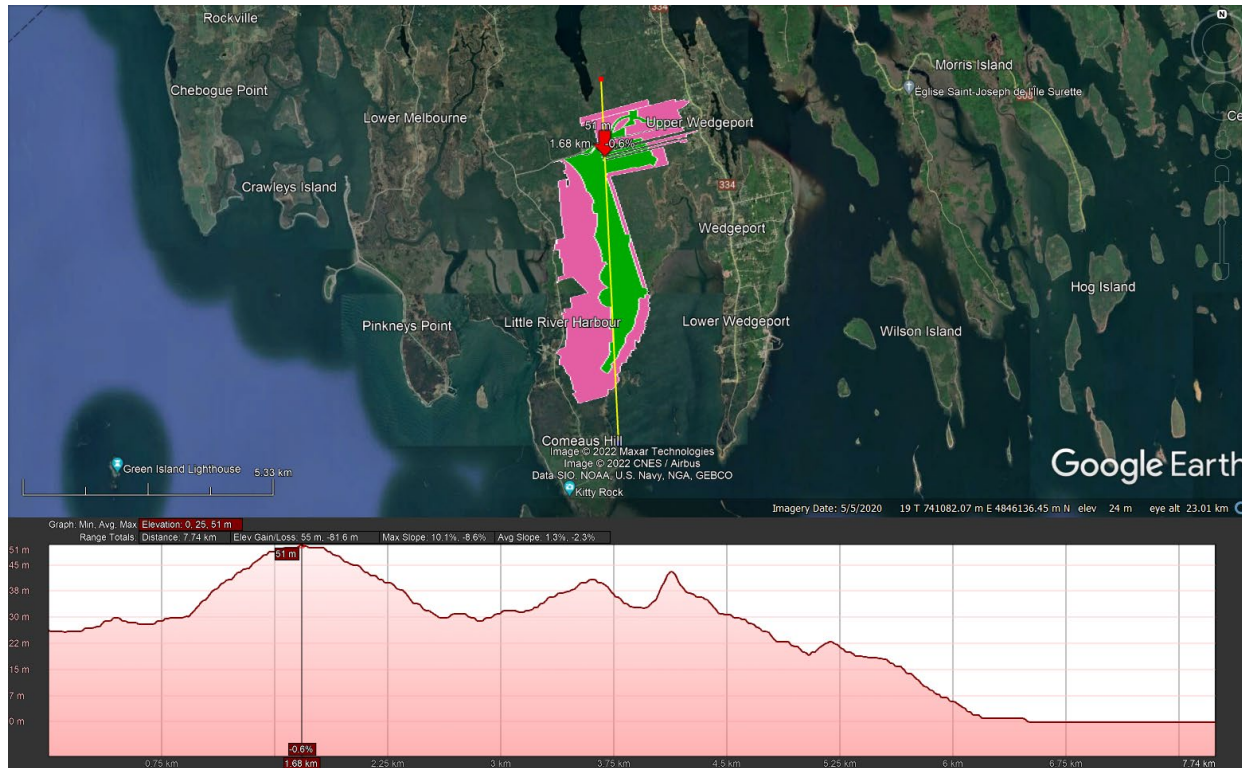 334
N
Rockville
Morris Island
Chebogue Point
Église Saint-Joseph de l'Île Surette
308
Lower Melbourne
51 m
Upper Wedgeport
Ce
1.68 km
-0.6%
Crawleys Island
334
Wedgeport
Hog Island
Pinkneys Point
Little River Harbour
Lower Wedgeport
Wilson Island
Comeaus Hill
Image © 2022 Maxar Technologies
Image © 2022 CNES / Airbus
Data SIO, NOAA, U.S. Navy, NGA, GEBCO
Green Island Lighthouse
5.33 km
Google Earth
Kitty Rock
Imagery Date: 5/5/2020 19 T 741082.07 m E 4846136.45 m N elev 24 m eye alt 23.01 km
Graph: Min, Avg, Max Elevation: 0, 25, 51 m
Range Totals: Distance: 7.74 km Elev Gain/Loss: 55 m, -81.6 m Max Slope: 10.1%, -8.6% Avg Slope: 1.3%, -2.3%
51 m
51 m
45 m
38 m
30 m
22 m
15 m
7 m
0 m
-0.6%
0.75 km 1.68 km 2.25 km 3 km 3.75 km 4.5 km 5.25 km 6 km 6.75 km 7.74 km